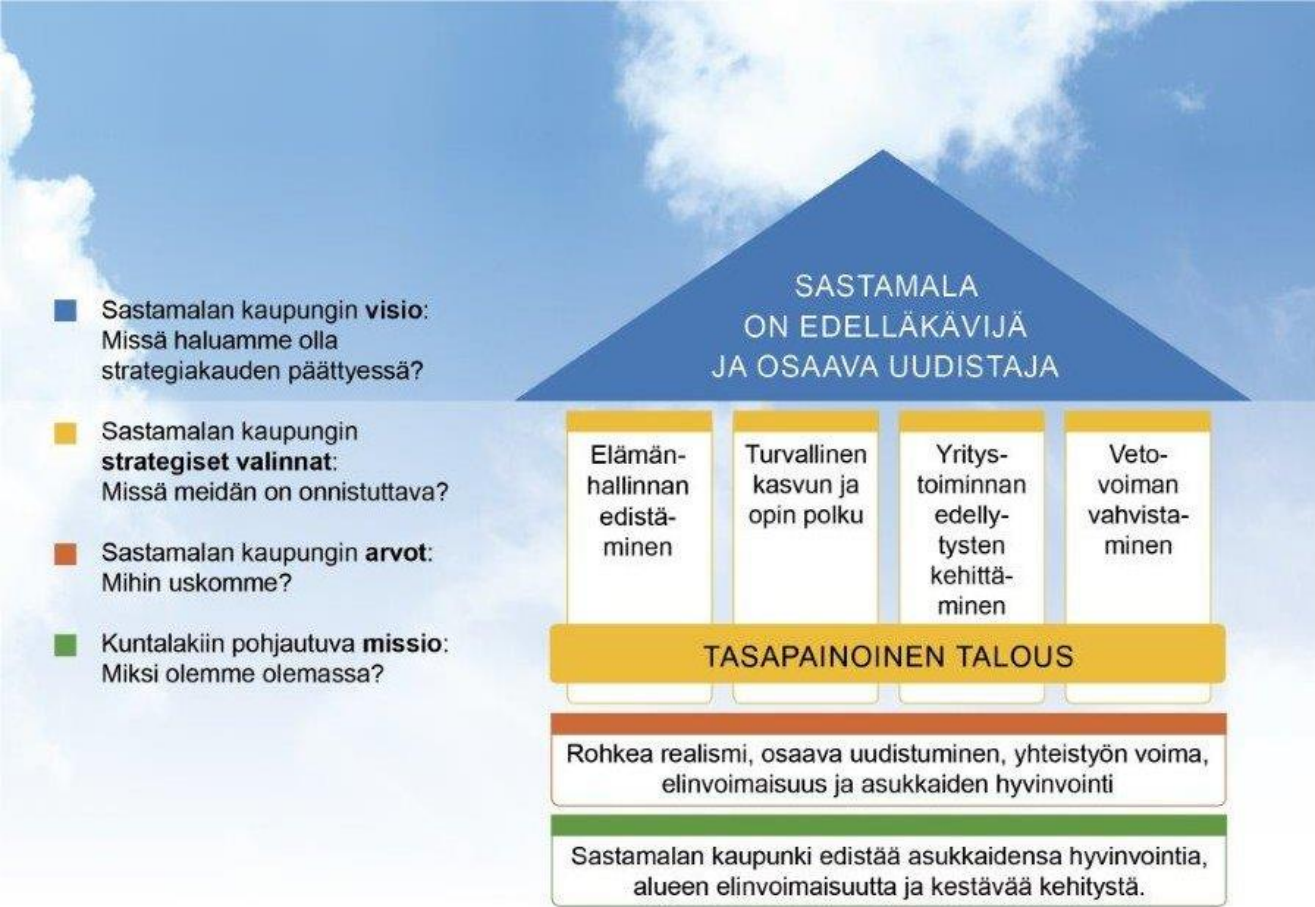 Sastamalan kaupungin visio:
Missä haluamme olla
strategiakauden päättyessä?
Sastamalan kaupungin
strategiset valinnat:
Missä meidän on onnistuttava?
Sastamalan kaupungin arvot:
Mihin uskomme?
Kuntalakiin pohjautuva missio:
Miksi olemme olemassa?
SASTAMALA
ON EDELLÄKÄVIJÄ
JA OSAAVA UUDISTAJA
Elämän-
hallinnan
edistä-
minen
Turvallinen
kasvun ja
opin polku
Yritys-
toiminnan
edelly-
tysten
kehittä-
minen
Veto-
voiman
vahvista-
minen
TASAPAINOINEN TALOUS
Rohkea realismi, osaava uudistuminen, yhteistyön voima,
elinvoimaisuus ja asukkaiden hyvinvointi
Sastamalan kaupunki edistää asukkaidensa hyvinvointia,
alueen elinvoimaisuutta ja kestävää kehitystä.